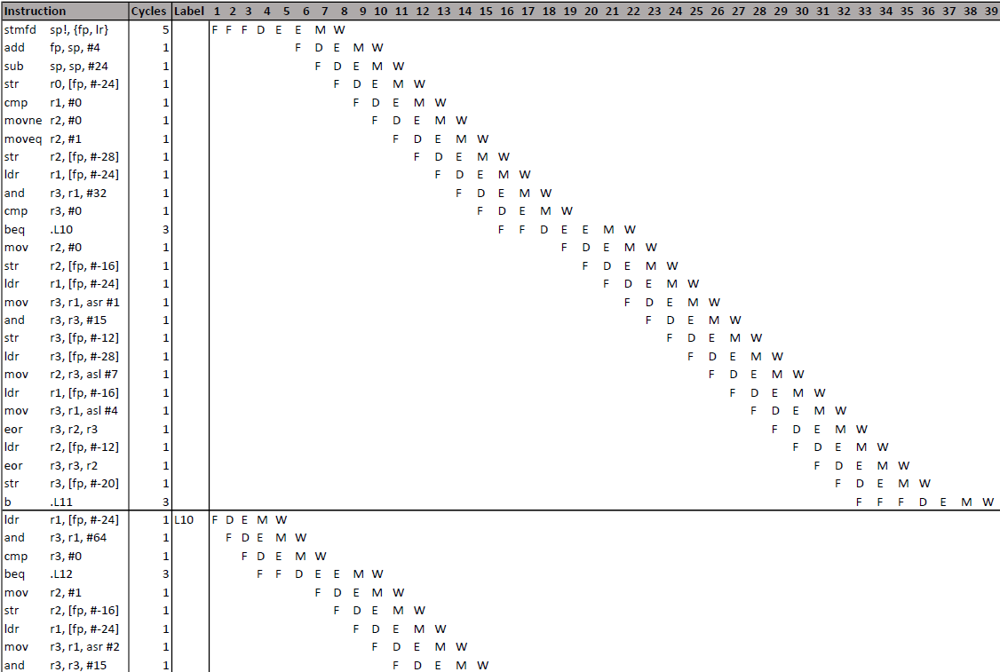 Instruction Cycles Label 1 2 3 4 5 6 7 8 9 10 11 12 13 14 15 16 17 18 19 20 21 22 23 24 25 26 27 28 29 30 31 32 33 34 35 36 37 38 39
stmfd sp!, {fp, lr} 5 F F F D E E M W
add fp, sp, #4 1 F D E M W
sub sp, sp, #24 1 F D E M W
str r0, [fp, #-24] 1 F D E M W
cmp r1, #0 1 F D E M W
movne r2, #0 1 F D E M W
moveq r2, #1 1 F D E M W
str r2, [fp, #-28] 1 F D E M W
ldr r1, [fp, #-24] 1 F D E M W
and r3, r1, #32 1 F D E M W
cmp r3, #0 1 F D E M W
beq .L10 3 F F D E E M W
mov r2, #0 1 F D E M W
str r2, [fp, #-16] 1 F D E M W
ldr r1, [fp, #-24] 1 F D E M W
mov r3, r1, asr #1 1 F D E M W
and r3, r3, #15 1 F D E M W
str r3, [fp, #-12] 1 F D E M W
ldr r3, [fp, #-28] 1 F D E M W
mov r2, r3, asl #7 1 F D E M W
ldr r1, [fp, #-16] 1 F D E M W
mov r3, r1, asl #4 1 F D E M W
eor r3, r2, r3 1 F D E M W
ldr r2, [fp, #-12] 1 F D E M W
eor r3, r3, r2 1 F D E M W
str r3, [fp, #-20] 1 F D E M W
b .L11 3 F F F D E M W
ldr r1, [fp, #-24] 1 L10 F D E M W
and r3, r1, #64 1 F D E M W
cmp r3, #0 1 F D E M W
beq .L12 3 F F D E E M W
mov r2, #1 1 F D E M W
str r2, [fp, #-16] 1 F D E M W
ldr r1, [fp, #-24] 1 F D E M W
mov r3, r1, asr #2 1 F D E M W
and r3, r3, #15 1 F D E M W